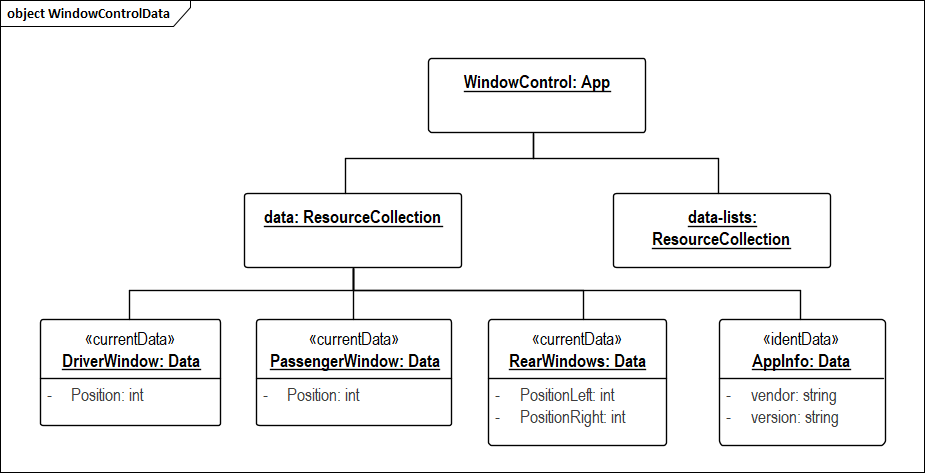 object WindowControlData
WindowControl: App
data: ResourceCollection
data-lists:
ResourceCollection
«currentData»
DriverWindow: Data
- Position: int
«currentData»
PassengerWindow: Data
- Position: int
«currentData»
RearWindows: Data
- PositionLeft: int
- PositionRight: int
«identData»
AppInfo: Data
- vendor: string
- version: string